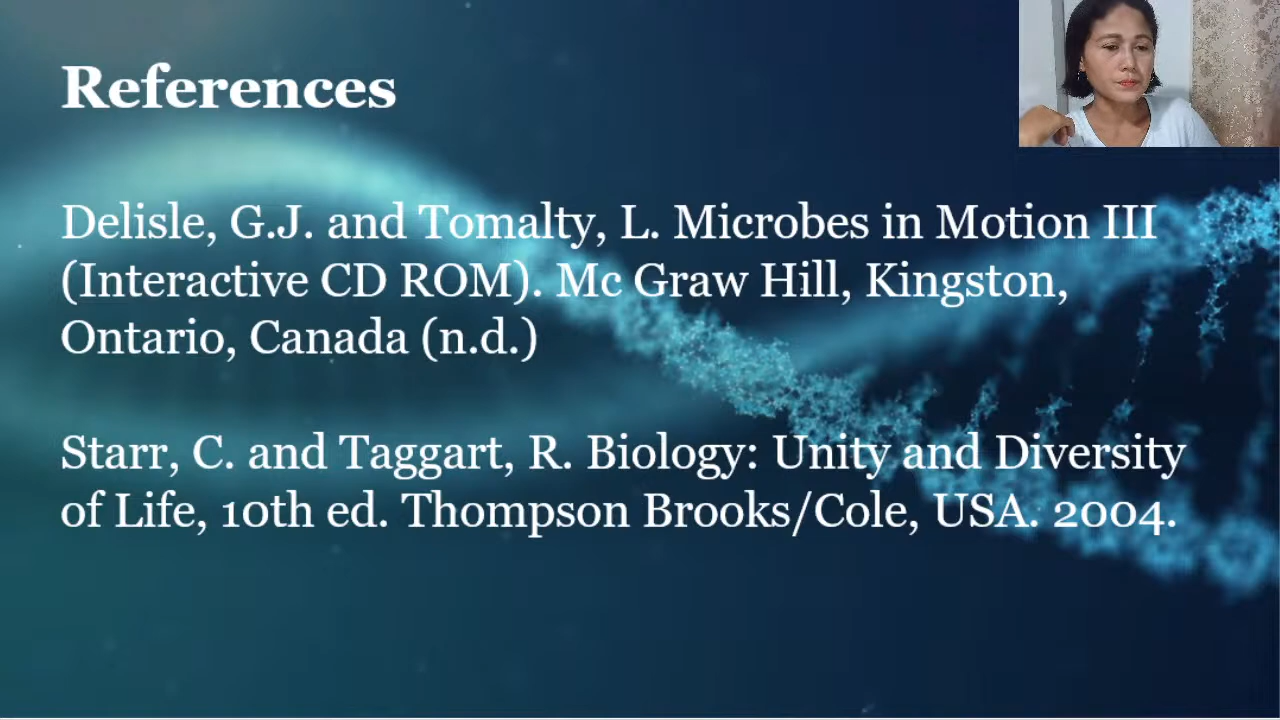 References
Delisle, G.J. and Tomalty, L. Microbes in Motion III
(Interactive CD ROM). Mc Graw Hill, Kingston,
Ontario, Canada (n.d.)
Starr, C. and Taggart, R. Biology: Unity and Diversity
of Life, 10th ed. Thompson Brooks/Cole, USA. 2004.